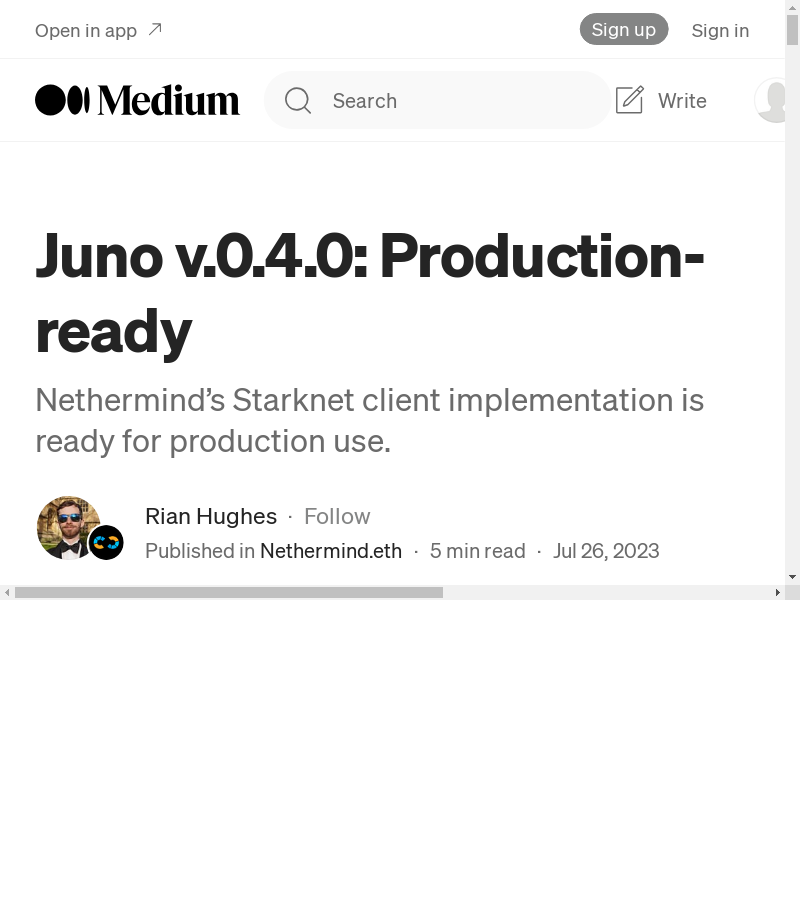 Open in app
Sign up
Sign in
Medium
Search
Write
Juno v.0.4.0: Production-
ready
Nethermind’s Starknet client implementation is
ready for production use.
Rian Hughes · Follow
Published in Nethermind.eth · 5 min read · Jul 26, 2023